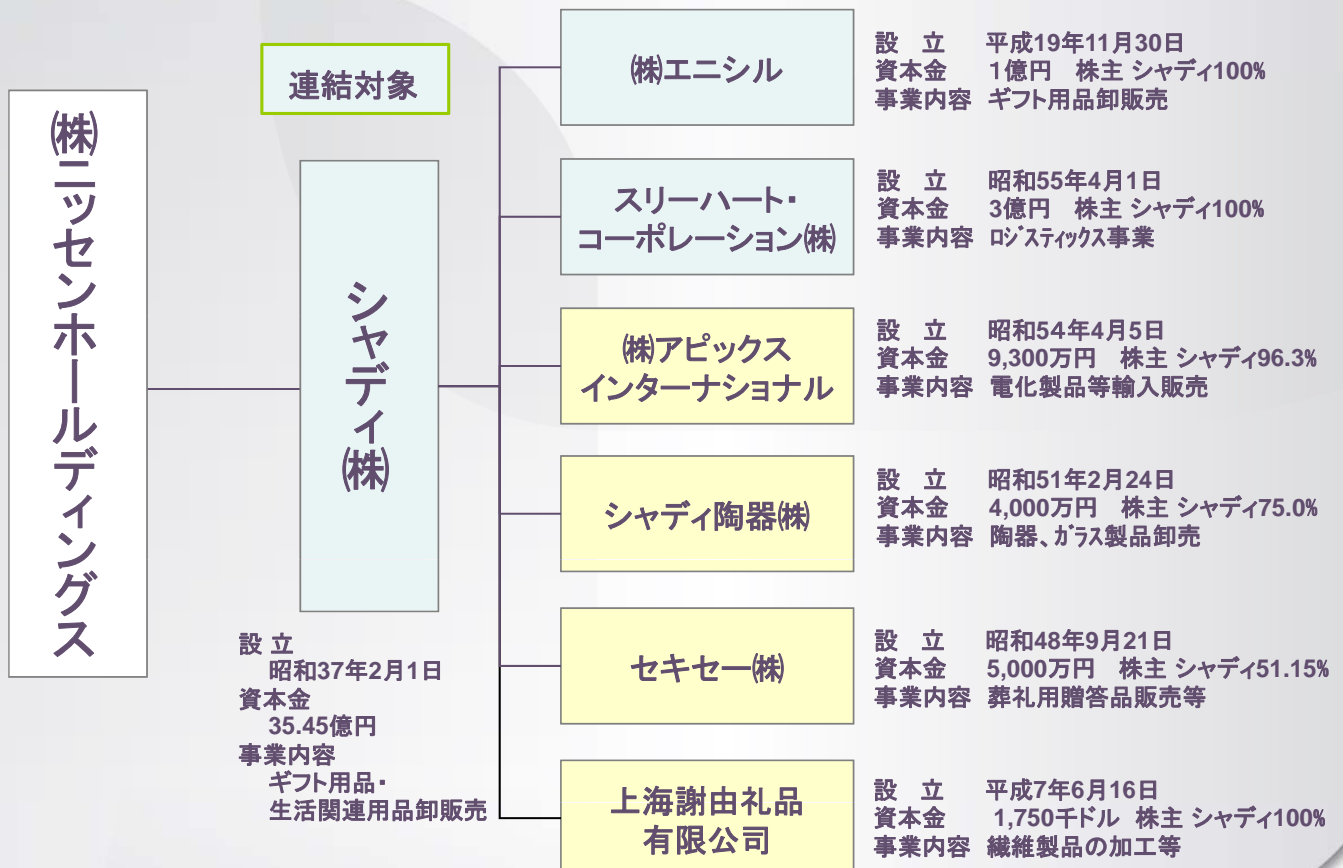 ㈱ニッセンホールディングス
連結対象
シャディ㈱
設 立
昭和37年2月1日
資本金
35.45億円
事業内容
ギフト用品・
生活関連用品卸販売
㈱エニシル
設 立 平成19年11月30日
資本金 1億円 株主 シャディ100%
事業内容 ギフト用品卸販売
スリーハート・
コーポレーション㈱
設 立 昭和55年4月1日
資本金 3億円 株主 シャディ100%
事業内容 ﾛｼﾞｽﾃｨｯｸｽ事業
㈱アピックス
インターナショナル
設 立 昭和54年4月5日
資本金 9,300万円 株主 シャディ96.3%
事業内容 電化製品等輸入販売
シャディ陶器㈱
設 立 昭和51年2月24日
資本金 4,000万円 株主 シャディ75.0%
事業内容 陶器、ｶﾞﾗｽ製品卸売
セキセー㈱
設 立 昭和48年9月21日
資本金 5,000万円 株主 シャディ51.15%
事業内容 葬礼用贈答品販売等
上海謝由礼品
有限公司
設 立 平成7年6月16日
資本金 1,750千ドル 株主 シャディ100%
事業内容 繊維製品の加工等